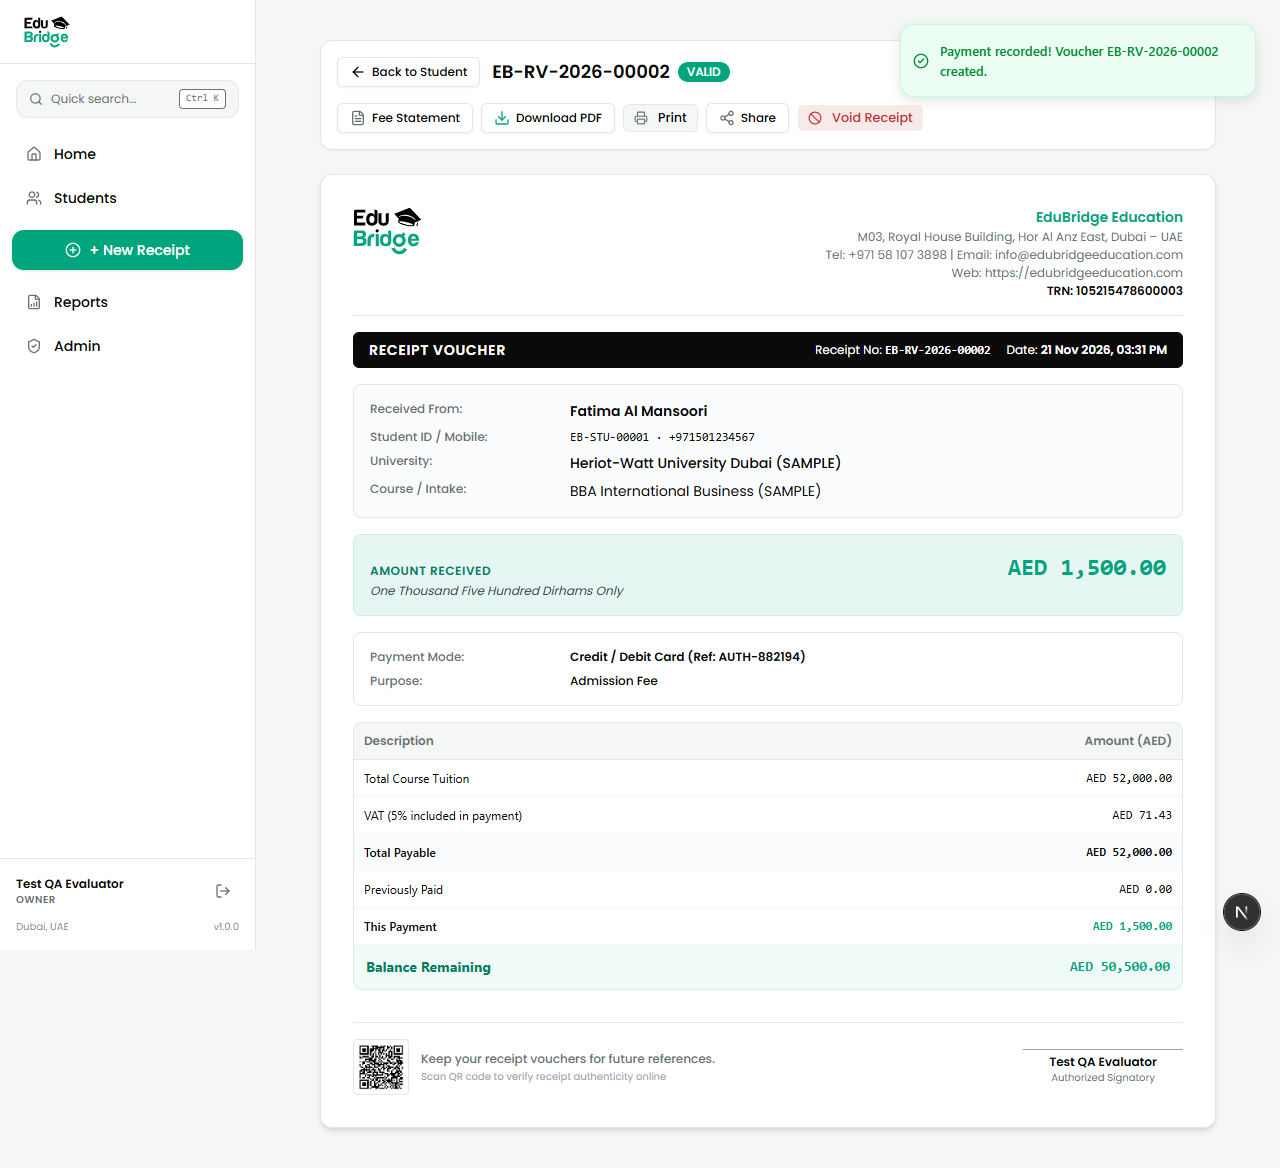 Edu
Bridge
Quick search...
Ctrl K
Home
Students
+ New Receipt
Reports
Admin
Test QA Evaluator
OWNER
Dubai, UAE
v1.0.0
Back to Student
EB-RV-2026-00002
VALID
Payment recorded! Voucher EB-RV-2026-00002
created.
Fee Statement
Download PDF
Print
Share
Void Receipt
Edu
Bridge
EduBridge Education
M03, Royal House Building, Hor Al Anz East, Dubai – UAE
Tel: +971 58 107 3898 | Email: info@edubridgeeducation.com
Web: https://edubridgeeducation.com
TRN: 105215478600003
RECEIPT VOUCHER
Receipt No: EB-RV-2026-00002
Date: 21 Nov 2026, 03:31 PM
Received From: Fatima Al Mansoori
Student ID / Mobile: EB-STU-00001 · +971501234567
University: Heriot-Watt University Dubai (SAMPLE)
Course / Intake: BBA International Business (SAMPLE)
AMOUNT RECEIVED
AED 1,500.00
One Thousand Five Hundred Dirhams Only
Payment Mode: Credit / Debit Card (Ref: AUTH-882194)
Purpose: Admission Fee
Description Amount (AED)
Total Course Tuition AED 52,000.00
VAT (5% included in payment) AED 71.43
Total Payable AED 52,000.00
Previously Paid AED 0.00
This Payment AED 1,500.00
Balance Remaining AED 50,500.00
Keep your receipt vouchers for future references.
Scan QR code to verify receipt authenticity online
Test QA Evaluator
Authorized Signatory
N